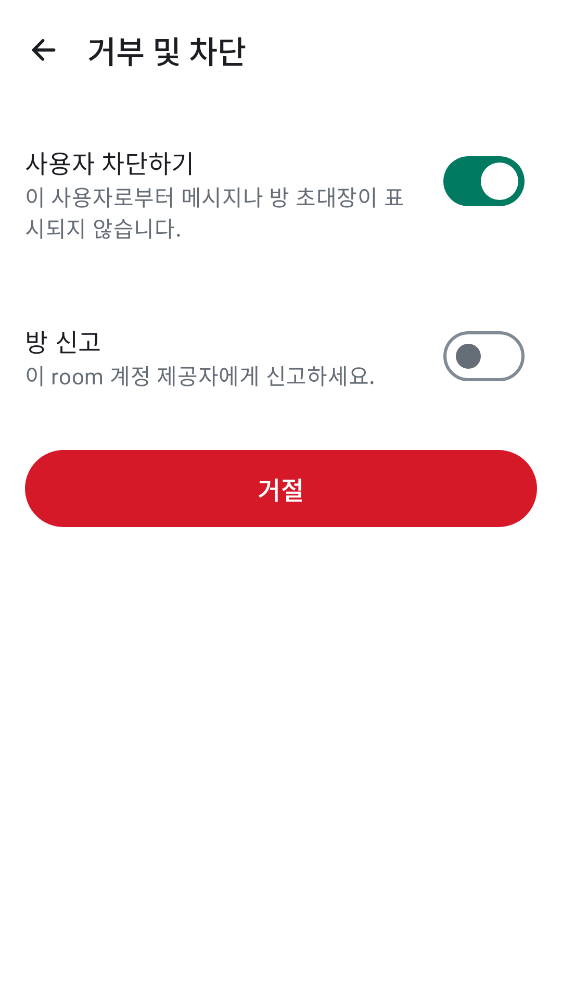 거부 및 차단
사용자 차단하기
이 사용자로부터 메시지나 방 초대장이 표
시되지 않습니다.
방 신고
이 room 계정 제공자에게 신고하세요.
거절